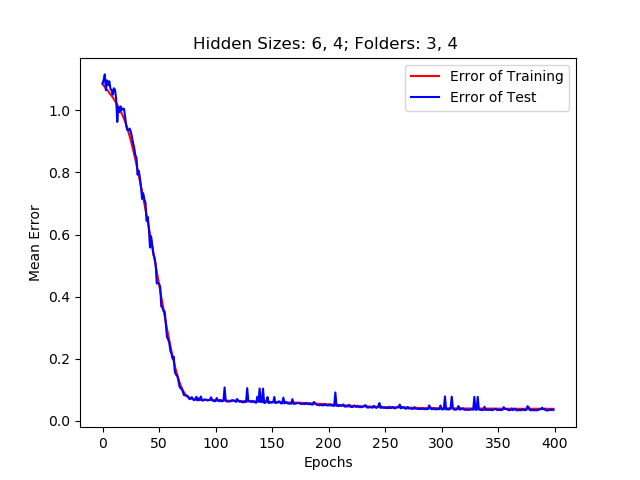 Hidden Sizes: 6, 4; Folders: 3, 4
Error of Training
Error of Test
Mean Error
1.0
0.8
0.6
0.4
0.2
0.0
0 50 100 150 200 250 300 350 400
Epochs